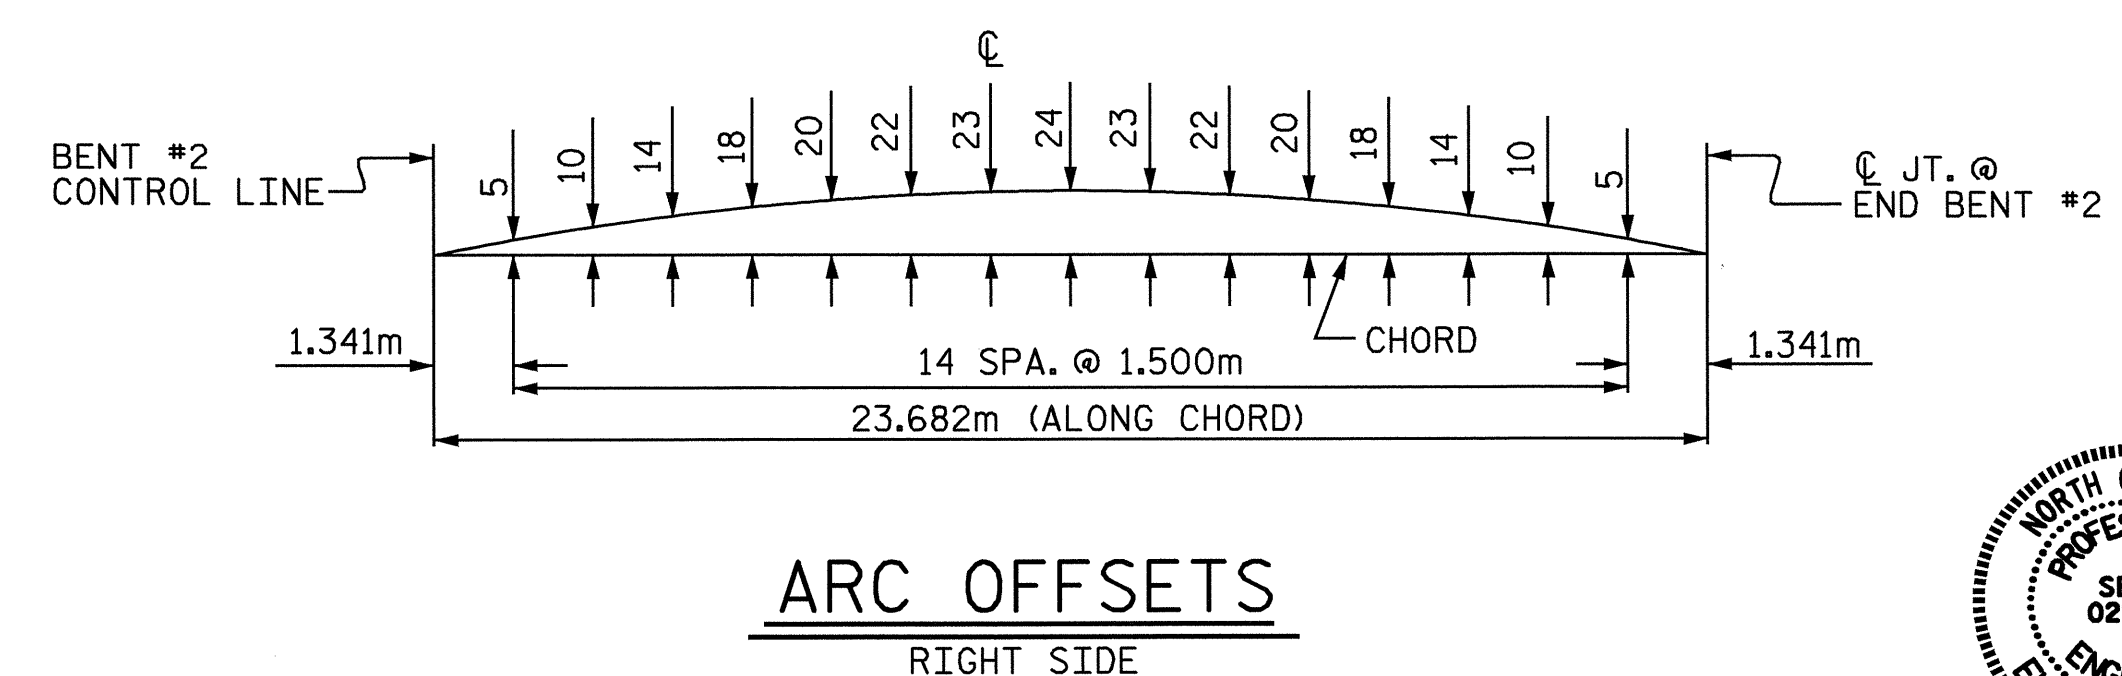 ℄
5 10 14 18 20 22 23 24 23 22 20 18 14 10 5
BENT #2
CONTROL LINE
℄ JT. @
END BENT #2
CHORD
1.341m
14 SPA. @ 1.500m
1.341m
23.682m (ALONG CHORD)
ARC OFFSETS
RIGHT SIDE
NORTH